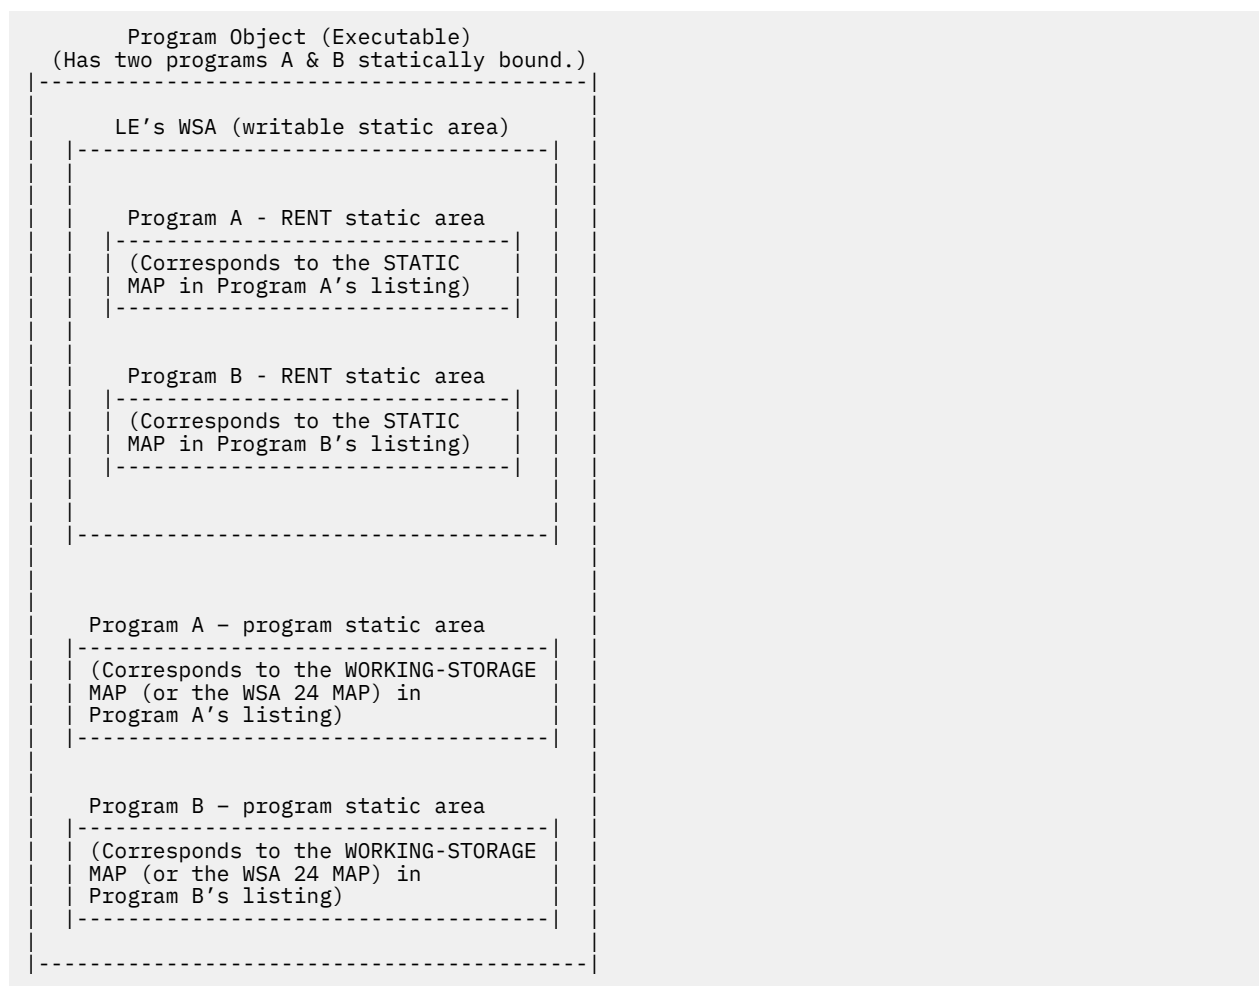 Program Object (Executable)
(Has two programs A & B statically bound.)
|-------------------------------------------|
LE’s WSA (writable static area)
|-------------------------------------|
Program A - RENT static area
|-------------------------------|
| (Corresponds to the STATIC |
| MAP in Program A’s listing) |
|-------------------------------|
Program B - RENT static area
|-------------------------------|
| (Corresponds to the STATIC |
| MAP in Program B’s listing) |
|-------------------------------|
|-------------------------------------|
Program A – program static area
|-------------------------------------|
| (Corresponds to the WORKING-STORAGE |
| MAP (or the WSA 24 MAP) in |
| Program A’s listing) |
|-------------------------------------|
Program B – program static area
|-------------------------------------|
| (Corresponds to the WORKING-STORAGE |
| MAP (or the WSA 24 MAP) in |
| Program B’s listing) |
|-------------------------------------|
|-------------------------------------------|